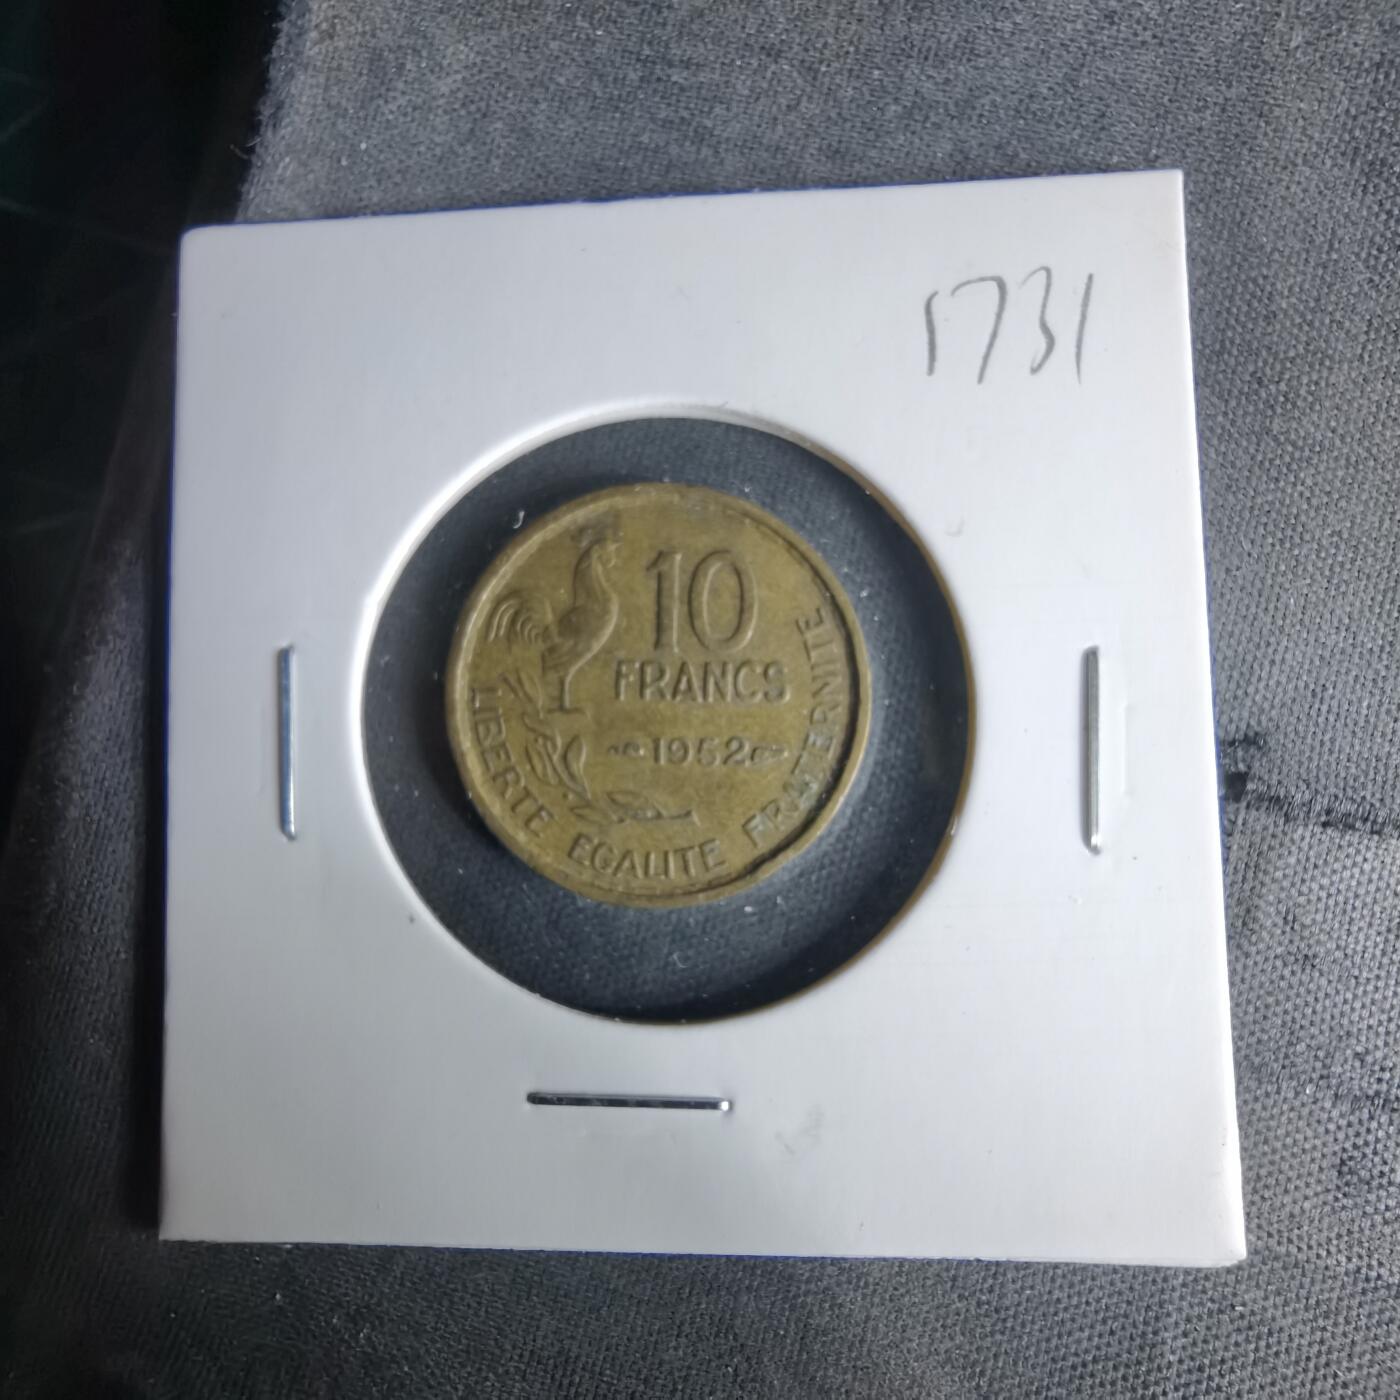 1731
10
FRANCS
1952
LIBERTE EGALITE FRATERNITE